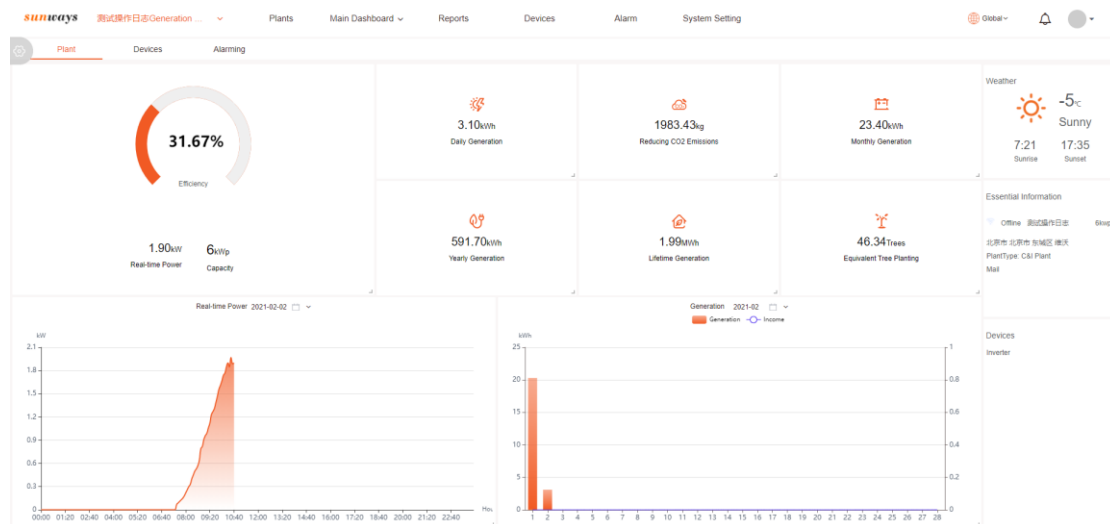 sunways 测试操作日志Generation ... Plants Main Dashboard Reports Devices Alarm System Setting Global
Plant Devices Alarming
31.67%
Efficiency
1.90kW
Real-time Power
6kWp
Capacity
3.10kWh
Daily Generation
1983.43kg
Reducing CO2 Emissions
23.40kWh
Monthly Generation
591.70kWh
Yearly Generation
1.99MWh
Lifetime Generation
46.34Trees
Equivalent Tree Planting
Weather
-5℃
Sunny
7:21 17:35
Sunrise Sunset
Essential Information
Offline 测试操作日志 6kwp
北京市 北京市 东城区
PlantType: C&I Plant
Mail
Devices
Inverter
Real-time Power 2021-02-02
kW
2.1
1.8
1.5
1.2
0.9
0.6
0.3
0
00:00 01:20 02:40 04:00 05:20 06:40 08:00 09:20 10:40 12:00 13:20 14:40 16:00 17:20 18:40 20:00 21:20 22:40
Generation 2021-02
Generation Income
kWh
25
20
15
10
5
0
1
0.8
0.6
0.4
0.2
0
1 2 3 4 5 6 7 8 9 10 11 12 13 14 15 16 17 18 19 20 21 22 23 24 25 26 27 28